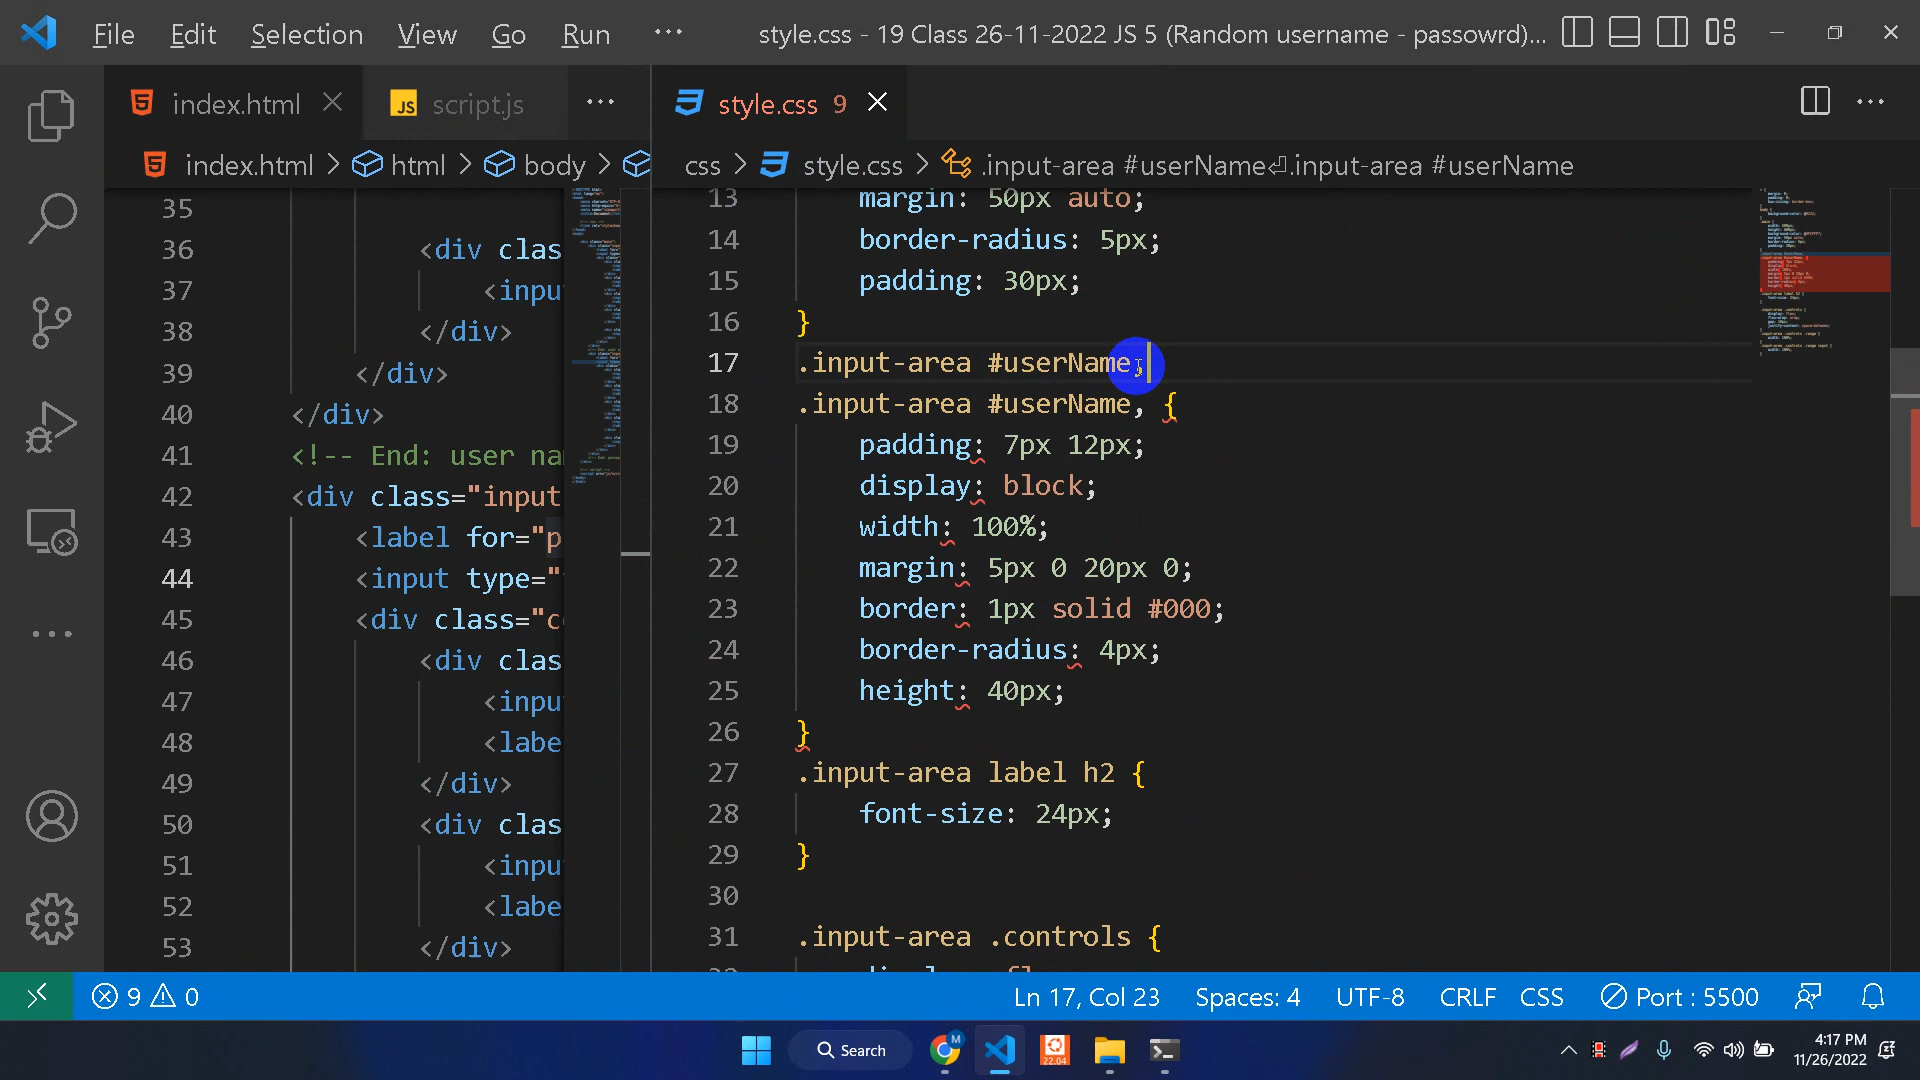 File Edit Selection View Go Run ··· style.css - 19 Class 26-11-2022 JS 5 (Random username - passowrd)...
index.html script.js ··· style.css 9
index.html > html > body >
css > style.css > .input-area #userName⏎.input-area #userName
35
36 <div clas
37 <inpu
38 </div>
39 </div>
40 </div>
41 <!-- End: user na
42 <div class="input
43 <label for="p
44 <input type="
45 <div class="c
46 <div clas
47 <inpu
48 <labe
49 </div>
50 <div clas
51 <inpu
52 <labe
53 </div>
13 margin: 50px auto;
14 border-radius: 5px;
15 padding: 30px;
16 }
17 .input-area #userName,
18 .input-area #userName, {
19 padding: 7px 12px;
20 display: block;
21 width: 100%;
22 margin: 5px 0 20px 0;
23 border: 1px solid #000;
24 border-radius: 4px;
25 height: 40px;
26 }
27 .input-area label h2 {
28 font-size: 24px;
29 }
30
31 .input-area .controls {
9 0 Ln 17, Col 23 Spaces: 4 UTF-8 CRLF CSS Port : 5500
Search
M
22.04
4:17 PM
11/26/2022